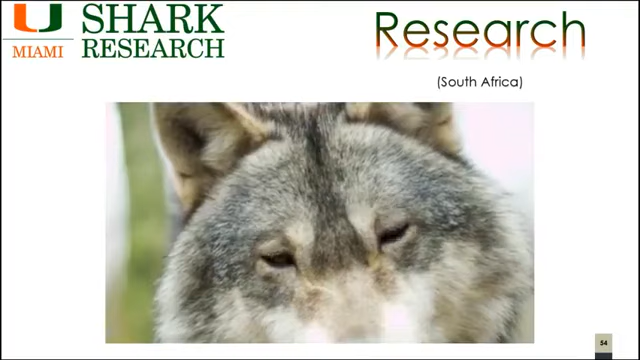 SHARK
RESEARCH
MIAMI
Research
(South Africa)
54